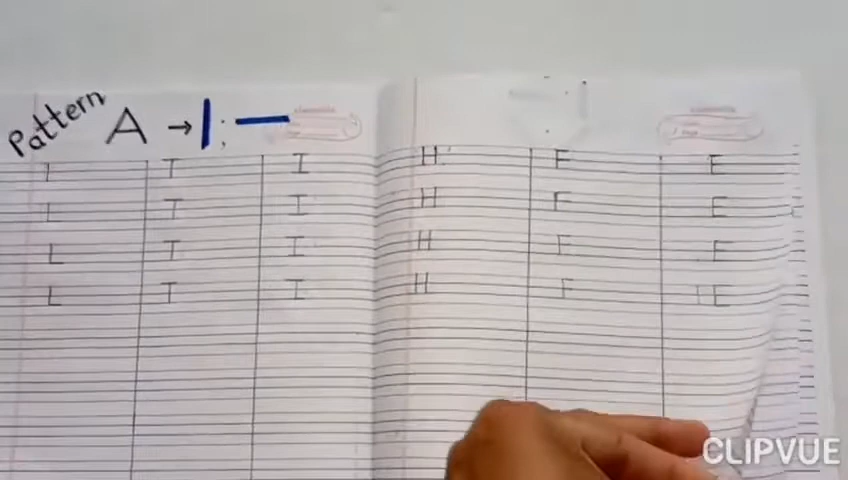 Pattern A → | ; —
L T I H F E
L T I H F E
L T I H F E
L T I H F E
CLIPVUE